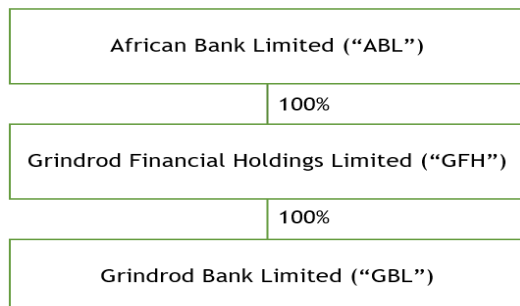 African Bank Limited (“ABL”)
100%
Grindrod Financial Holdings Limited (“GFH”)
100%
Grindrod Bank Limited (“GBL”)